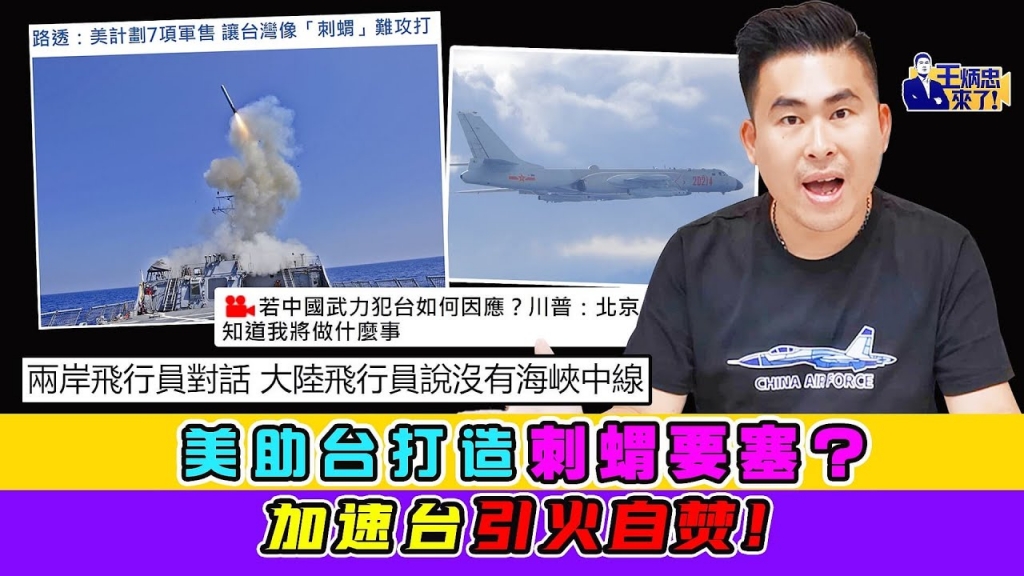 路透：美計劃7項軍售 讓台灣像「刺蝟」難攻打
王炳忠
來了!
20214
若中國武力犯台如何因應？川普：北京
知道我將做什麼事
CHINA AIR FORCE
兩岸飛行員對話 大陸飛行員說沒有海峽中線
美助台打造刺蝟要塞?
加速台引火自焚!